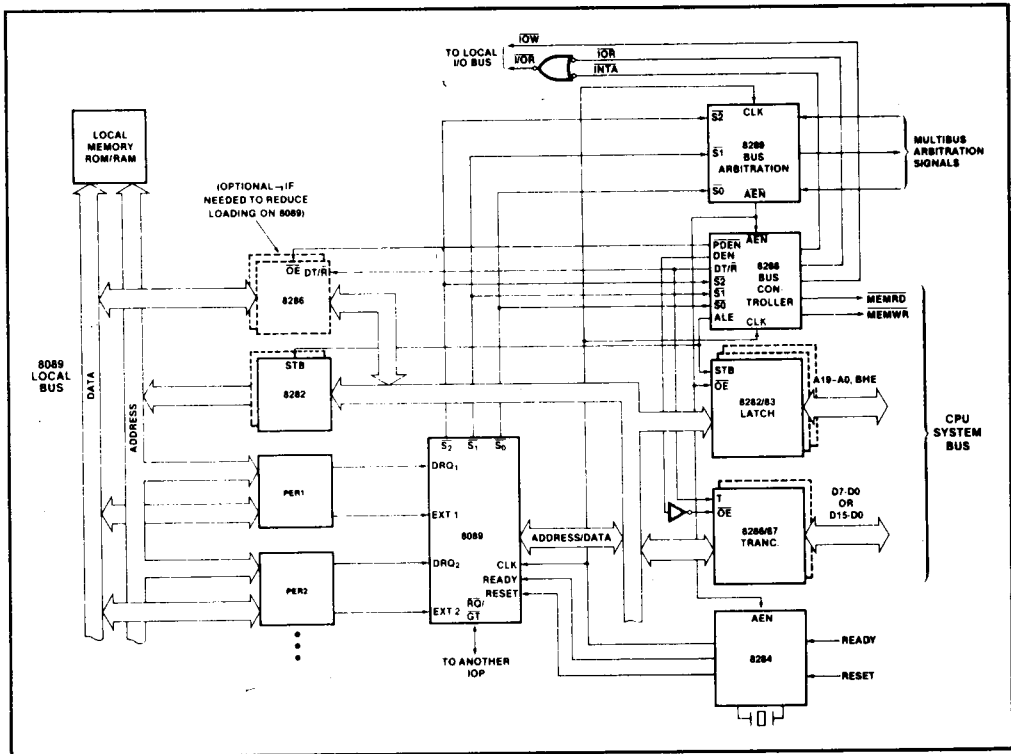 IOW
TO LOCAL
I/O BUS
I/OR
IOR
INTA
LOCAL
MEMORY
ROM/RAM
(OPTIONAL¬ IF
NEEDED TO REDUCE
LOADING ON 8089)
S2
CLK
S1
8289
BUS
ARBITRATION
S0
AEN
MULTIBUS
ARBITRATION
SIGNALS
OE DT/R
8286
PDEN
AEN
DEN
DT/R
S2
S1
S0
ALE
8288
BUS
CON-
TROLLER
CLK
MEMRD
MEMWR
8089
LOCAL
BUS
DATA
ADDRESS
STB
8282
STB
OE
8282/83
LATCH
A19-A0, BHE
CPU
SYSTEM
BUS
S2 S1 S0
DRQ1
EXT 1
8089
DRQ2
EXT 2
RQ/
GT
CLK
READY
RESET
PER1
PER2
ADDRESS/DATA
T
OE
8286/87
TRANC.
D7-D0
OR
D15-D0
TO ANOTHER
IOP
AEN
8284
READY
RESET